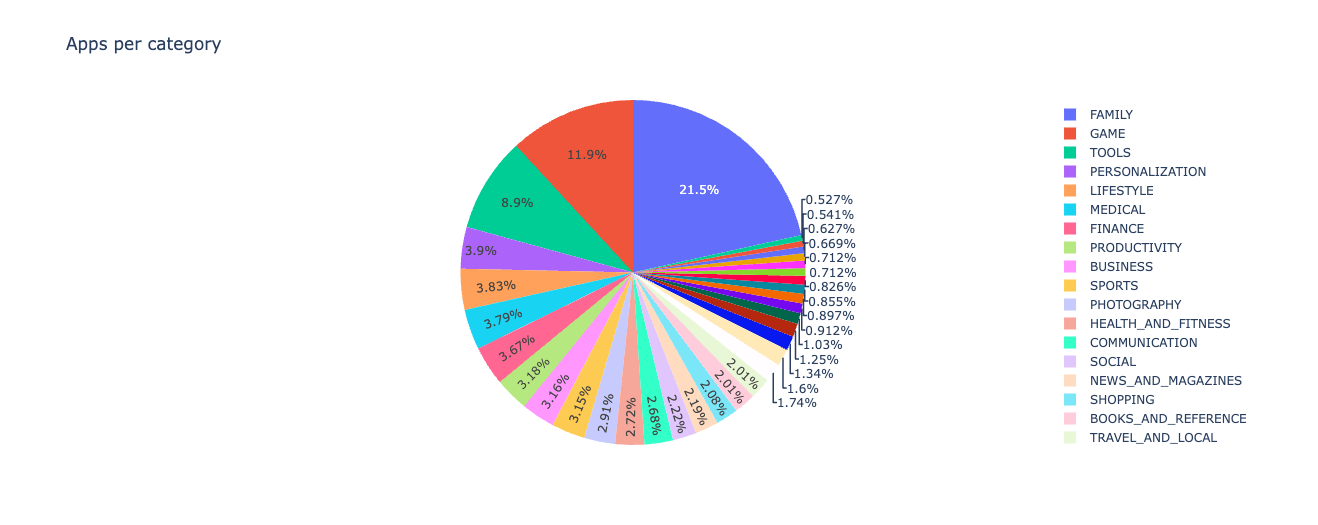 Apps per category
21.5%
11.9%
8.9%
3.9%
3.83%
3.79%
3.67%
3.18%
3.16%
3.15%
2.91%
2.72%
2.68%
2.22%
2.19%
2.08%
2.01%
2.01%
0.527%
0.541%
0.627%
0.669%
0.712%
0.712%
0.826%
0.855%
0.897%
0.912%
1.03%
1.25%
1.34%
1.6%
1.74%
FAMILY
GAME
TOOLS
PERSONALIZATION
LIFESTYLE
MEDICAL
FINANCE
PRODUCTIVITY
BUSINESS
SPORTS
PHOTOGRAPHY
HEALTH_AND_FITNESS
COMMUNICATION
SOCIAL
NEWS_AND_MAGAZINES
SHOPPING
BOOKS_AND_REFERENCE
TRAVEL_AND_LOCAL